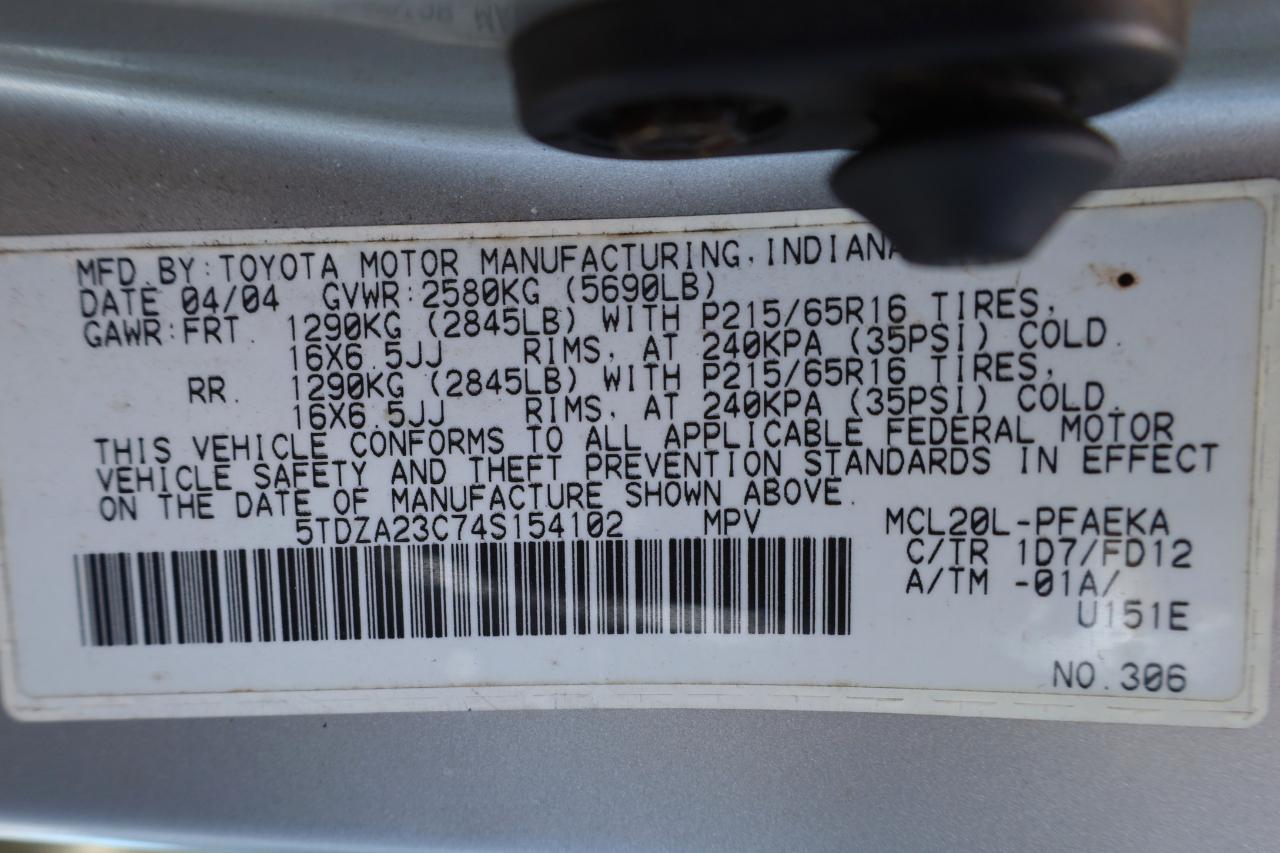 MFD.BY:TOYOTA MOTOR MANUFACTURING,INDIANA
DATE 04/04 GVWR:2580KG (5690LB)
GAWR:FRT. 1290KG (2845LB) WITH P215/65R16 TIRES,
16X6.5JJ RIMS, AT 240KPA (35PSI) COLD.
RR. 1290KG (2845LB) WITH P215/65R16 TIRES,
16X6.5JJ RIMS, AT 240KPA (35PSI) COLD.
THIS VEHICLE CONFORMS TO ALL APPLICABLE FEDERAL MOTOR
VEHICLE SAFETY AND THEFT PREVENTION STANDARDS IN EFFECT
ON THE DATE OF MANUFACTURE SHOWN ABOVE.
5TDZA23C74S154102 MPV MCL20L-PFAEKA
C/TR 1D7/FD12
A/TM -01A/
U151E
NO.306